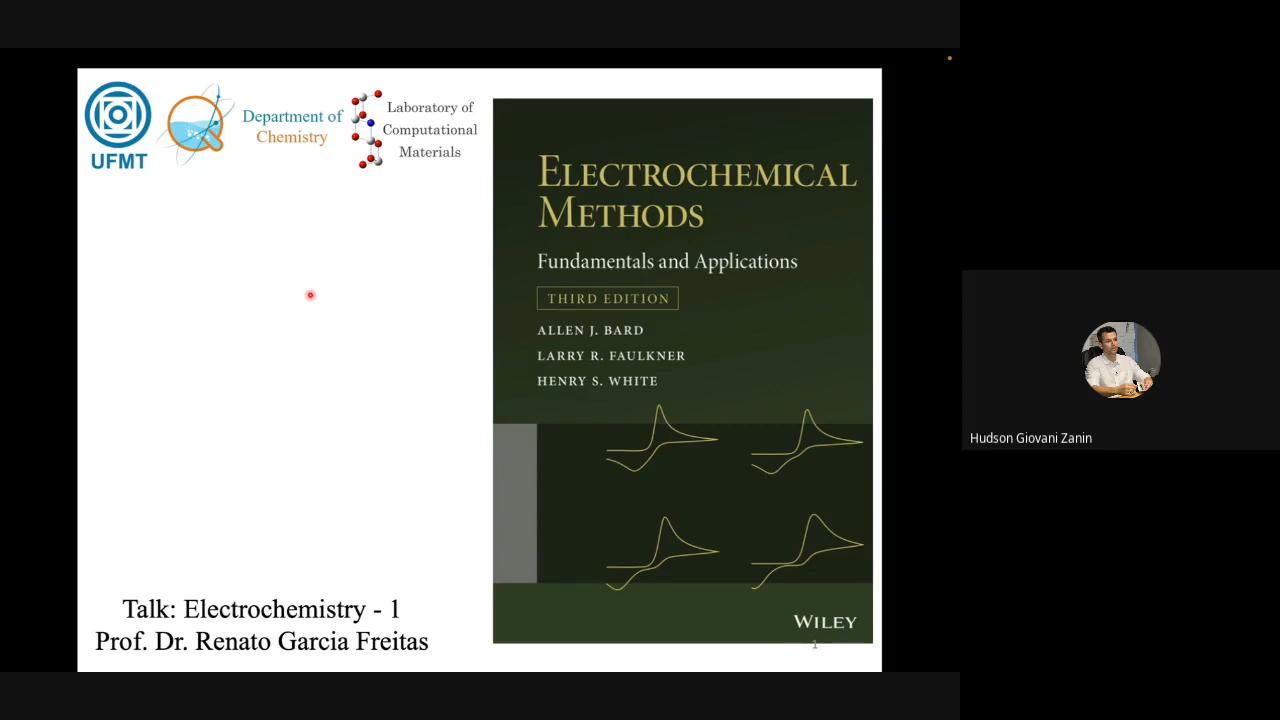 UFMT
Department of
Chemistry
Laboratory of
Computational
Materials
ELECTROCHEMICAL
METHODS
Fundamentals and Applications
THIRD EDITION
ALLEN J. BARD
LARRY R. FAULKNER
HENRY S. WHITE
WILEY
1
Talk: Electrochemistry - 1
Prof. Dr. Renato Garcia Freitas
Hudson Giovani Zanin